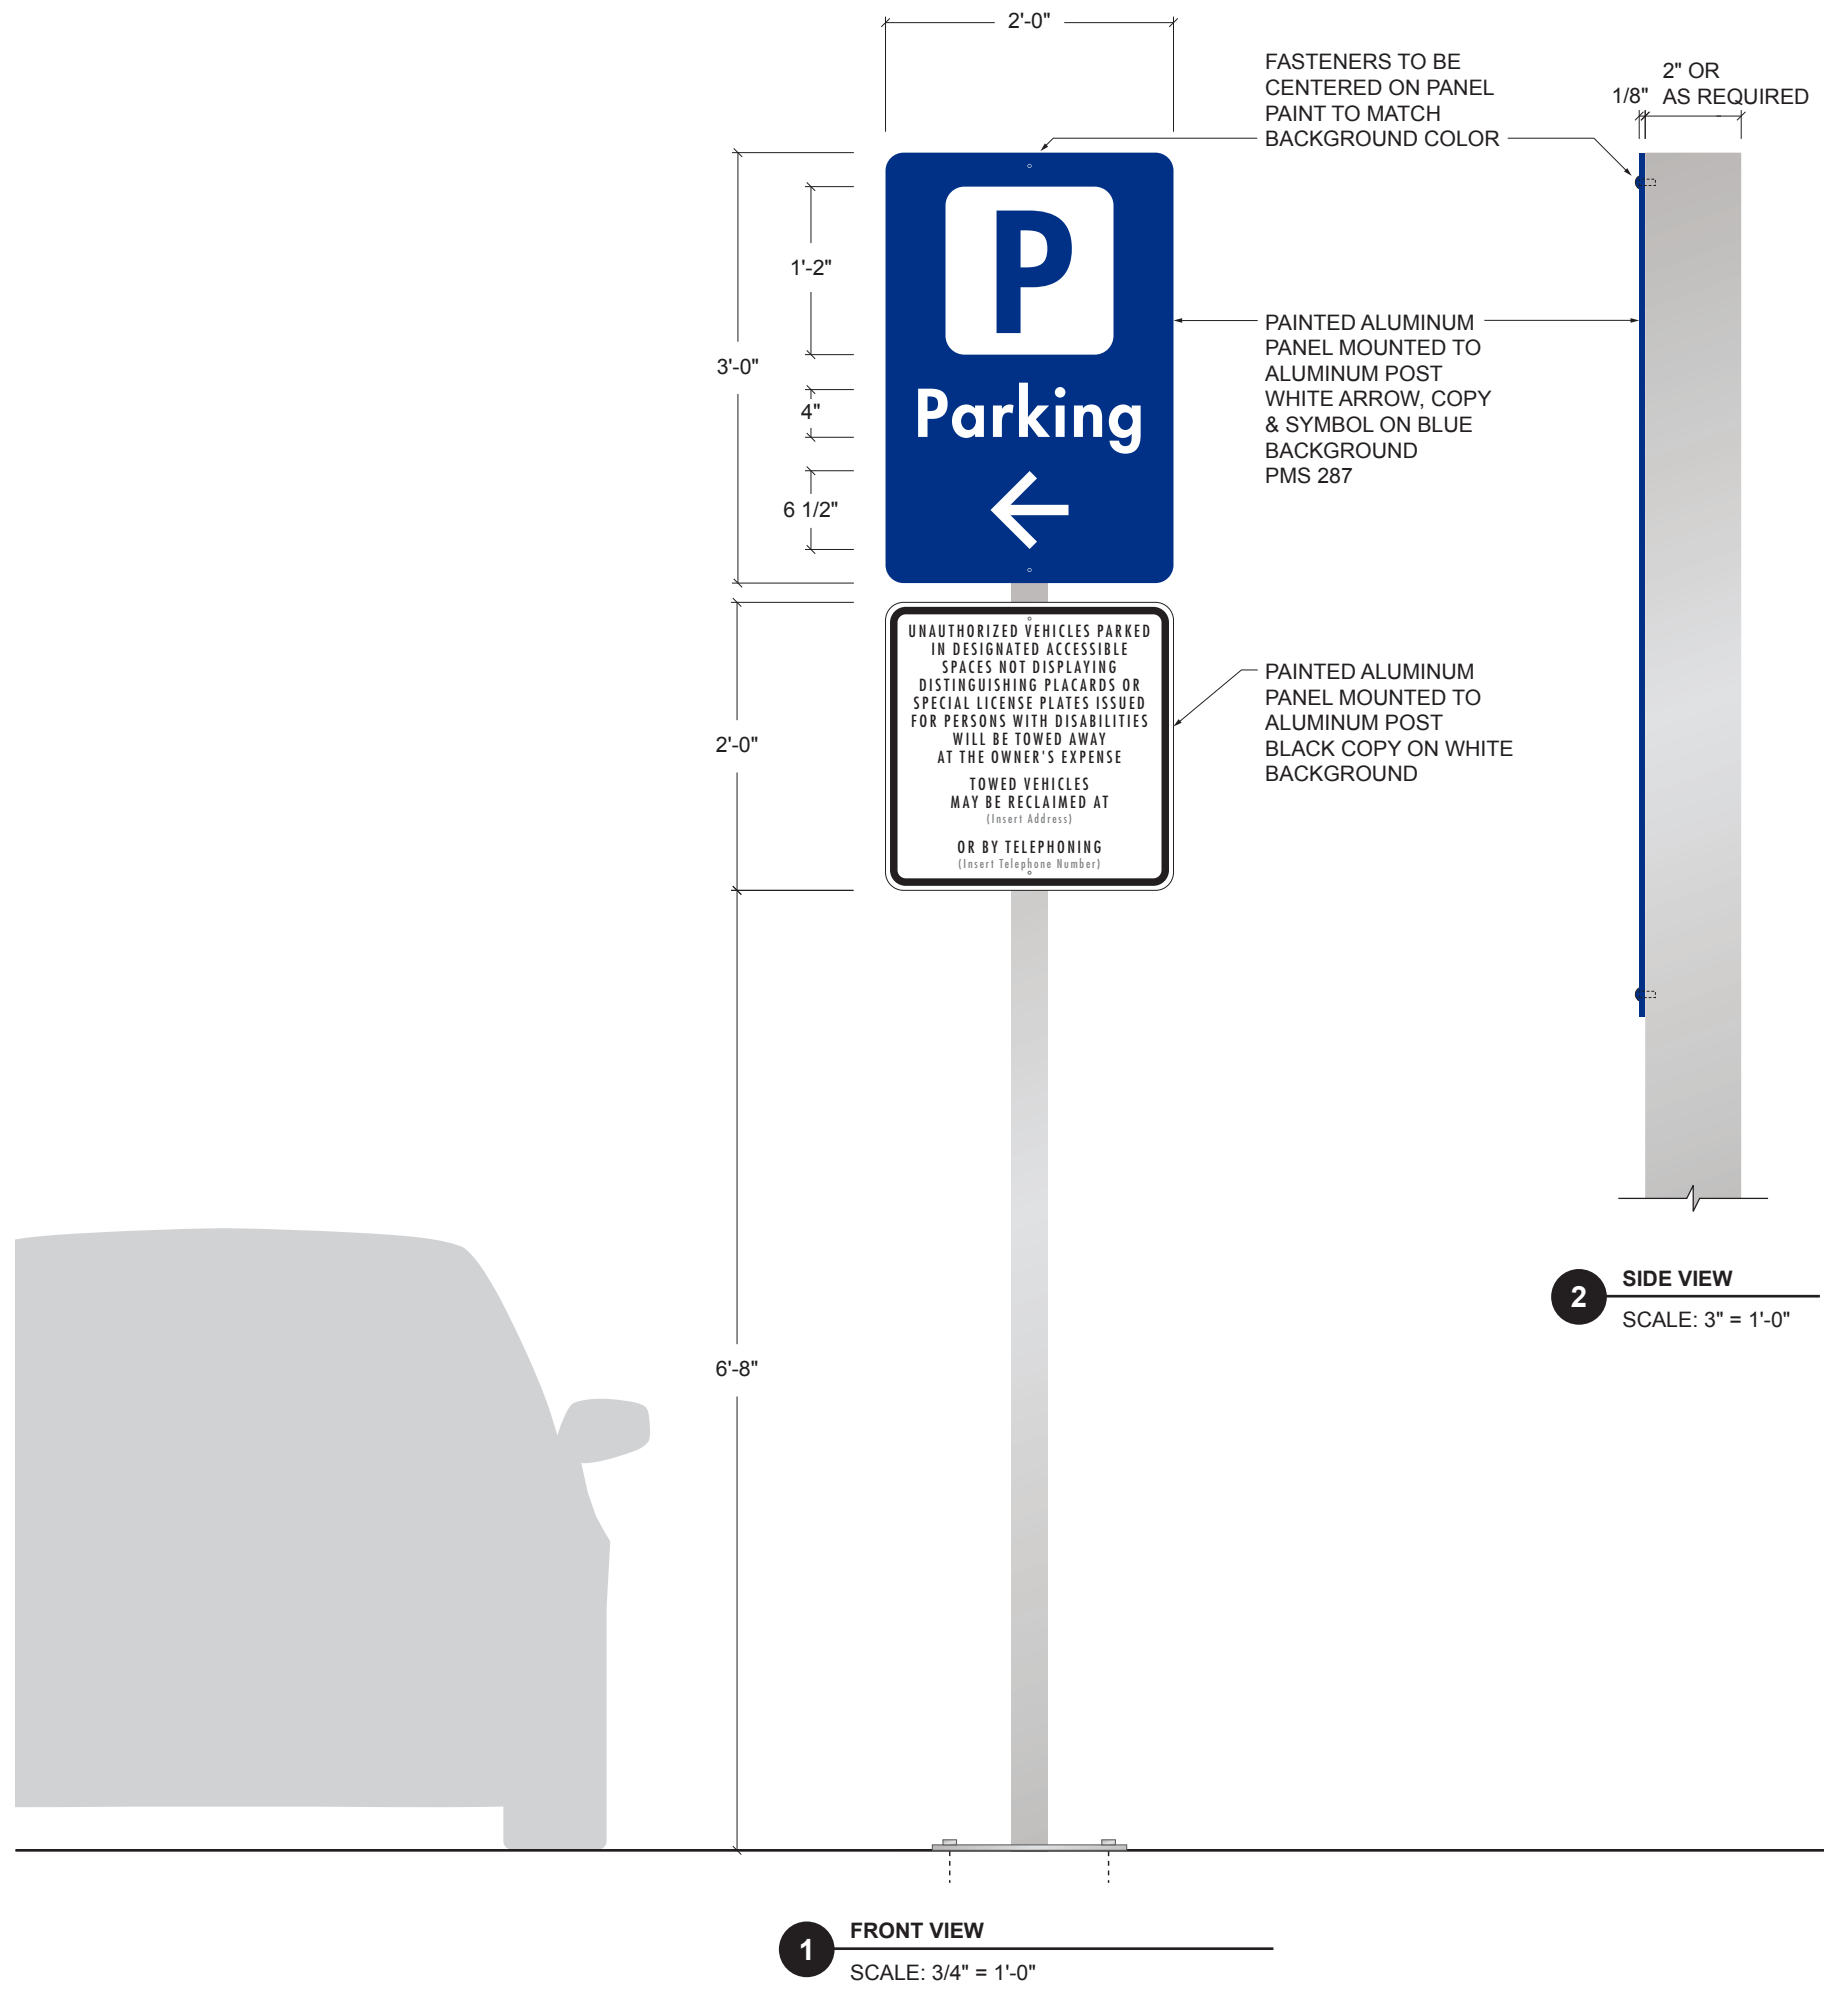 2'-0"
FASTENERS TO BE
CENTERED ON PANEL
PAINT TO MATCH
BACKGROUND COLOR
1/8"
2" OR
AS REQUIRED
P
1'-2"
3'-0"
Parking
4"
6 1/2"
PAINTED ALUMINUM
PANEL MOUNTED TO
ALUMINUM POST
WHITE ARROW, COPY
& SYMBOL ON BLUE
BACKGROUND
PMS 287
UNAUTHORIZED VEHICLES PARKED
IN DESIGNATED ACCESSIBLE
SPACES NOT DISPLAYING
DISTINGUISHING PLACARDS OR
SPECIAL LICENSE PLATES ISSUED
FOR PERSONS WITH DISABILITIES
WILL BE TOWED AWAY
AT THE OWNER'S EXPENSE
TOWED VEHICLES
MAY BE RECLAIMED AT
(Insert Address)
OR BY TELEPHONING
(Insert Telephone Number)
2'-0"
PAINTED ALUMINUM
PANEL MOUNTED TO
ALUMINUM POST
BLACK COPY ON WHITE
BACKGROUND
6'-8"
2
SIDE VIEW
SCALE: 3" = 1'-0"
1
FRONT VIEW
SCALE: 3/4" = 1'-0"